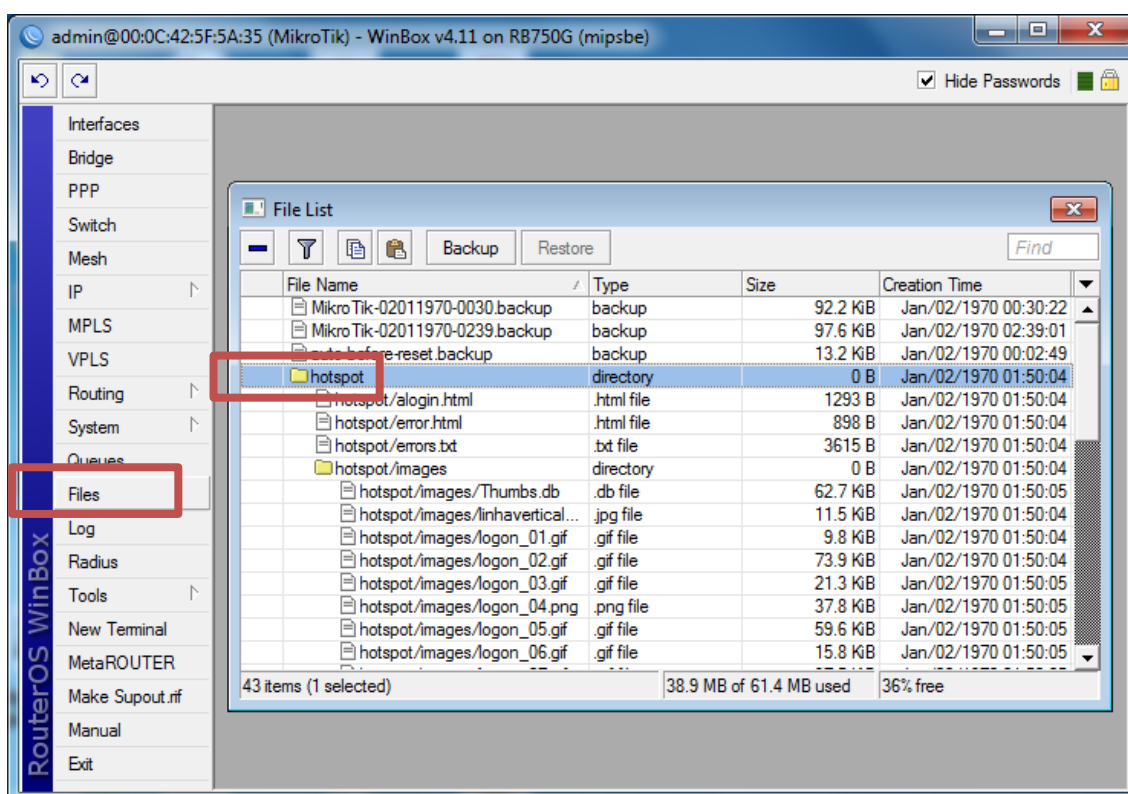 admin@00:0C:42:5F:5A:35 (MikroTik) - WinBox v4.11 on RB750G (mipsbe)
Hide Passwords
Interfaces
Bridge
PPP
Switch
Mesh
IP
MPLS
VPLS
Routing
System
Queues
Files
Log
Radius
Tools
New Terminal
MetaROUTER
Make Supout.rif
Manual
Exit
RouterOS WinBox
File List
Backup Restore Find
File Name Type Size Creation Time
MikroTik-02011970-0030.backup backup 92.2 KiB Jan/02/1970 00:30:22
MikroTik-02011970-0239.backup backup 97.6 KiB Jan/02/1970 02:39:01
auto-before-reset.backup backup 13.2 KiB Jan/02/1970 00:02:49
hotspot directory 0 B Jan/02/1970 01:50:04
hotspot/alogin.html .html file 1293 B Jan/02/1970 01:50:04
hotspot/error.html .html file 898 B Jan/02/1970 01:50:04
hotspot/errors.txt .txt file 3615 B Jan/02/1970 01:50:04
hotspot/images directory 0 B Jan/02/1970 01:50:04
hotspot/images/Thumbs.db .db file 62.7 KiB Jan/02/1970 01:50:05
hotspot/images/linhavertical... .jpg file 11.5 KiB Jan/02/1970 01:50:04
hotspot/images/logon_01.gif .gif file 9.8 KiB Jan/02/1970 01:50:04
hotspot/images/logon_02.gif .gif file 73.9 KiB Jan/02/1970 01:50:04
hotspot/images/logon_03.gif .gif file 21.3 KiB Jan/02/1970 01:50:05
hotspot/images/logon_04.png .png file 37.8 KiB Jan/02/1970 01:50:05
hotspot/images/logon_05.gif .gif file 59.6 KiB Jan/02/1970 01:50:05
hotspot/images/logon_06.gif .gif file 15.8 KiB Jan/02/1970 01:50:05
43 items (1 selected) 38.9 MB of 61.4 MB used 36% free